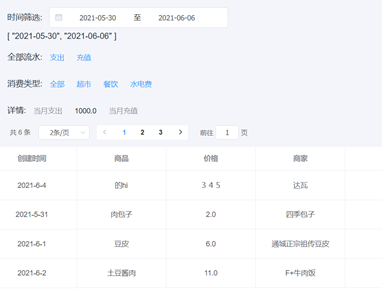 时间筛选: 2021-05-30 至 2021-06-06
[ "2021-05-30", "2021-06-06" ]
全部流水: 支出 充值
消费类型: 全部 超市 餐饮 水电费
详情: 当月支出 1000.0 当月充值
共 6 条 2条/页 1 2 3 前往 1 页
创建时间 商品 价格 商家
2021-6-4 的hi ３４５ 达瓦
2021-5-31 肉包子 2.0 四季包子
2021-6-1 豆皮 6.0 通城正宗祖传豆皮
2021-6-2 土豆酱肉 11.0 F+牛肉饭